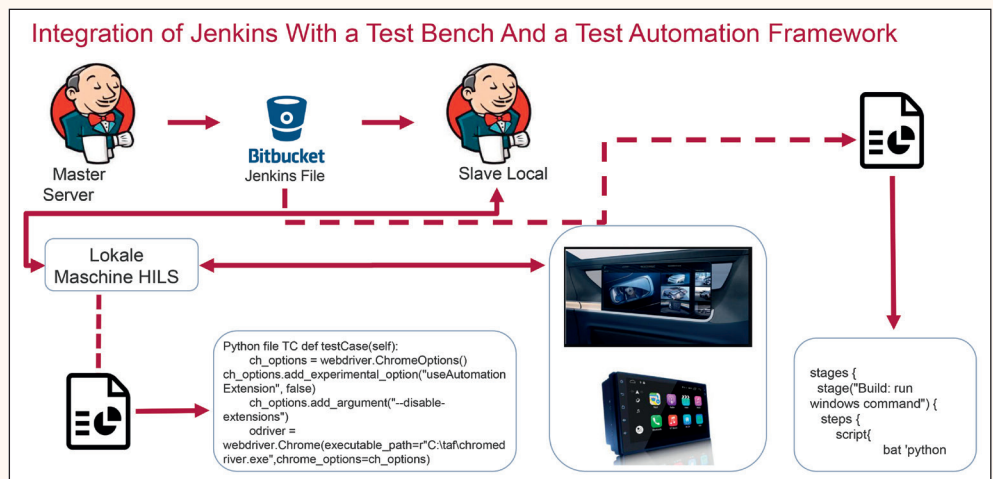 Integration of Jenkins With a Test Bench And a Test Automation Framework
Master
Server
Bitbucket
Jenkins File
Slave Local
Lokale
Maschine HILS
Python file TC def testCase(self):
ch_options = webdriver.ChromeOptions()
ch_options.add_experimental_option("useAutomation
Extension", false)
ch_options.add_argument("--disable-
extensions")
odriver =
webdriver.Chrome(executable_path=r"C:\taf\chromed
river.exe",chrome_options=ch_options)
stages {
stage("Build: run
windows command") {
steps {
script{
bat 'python